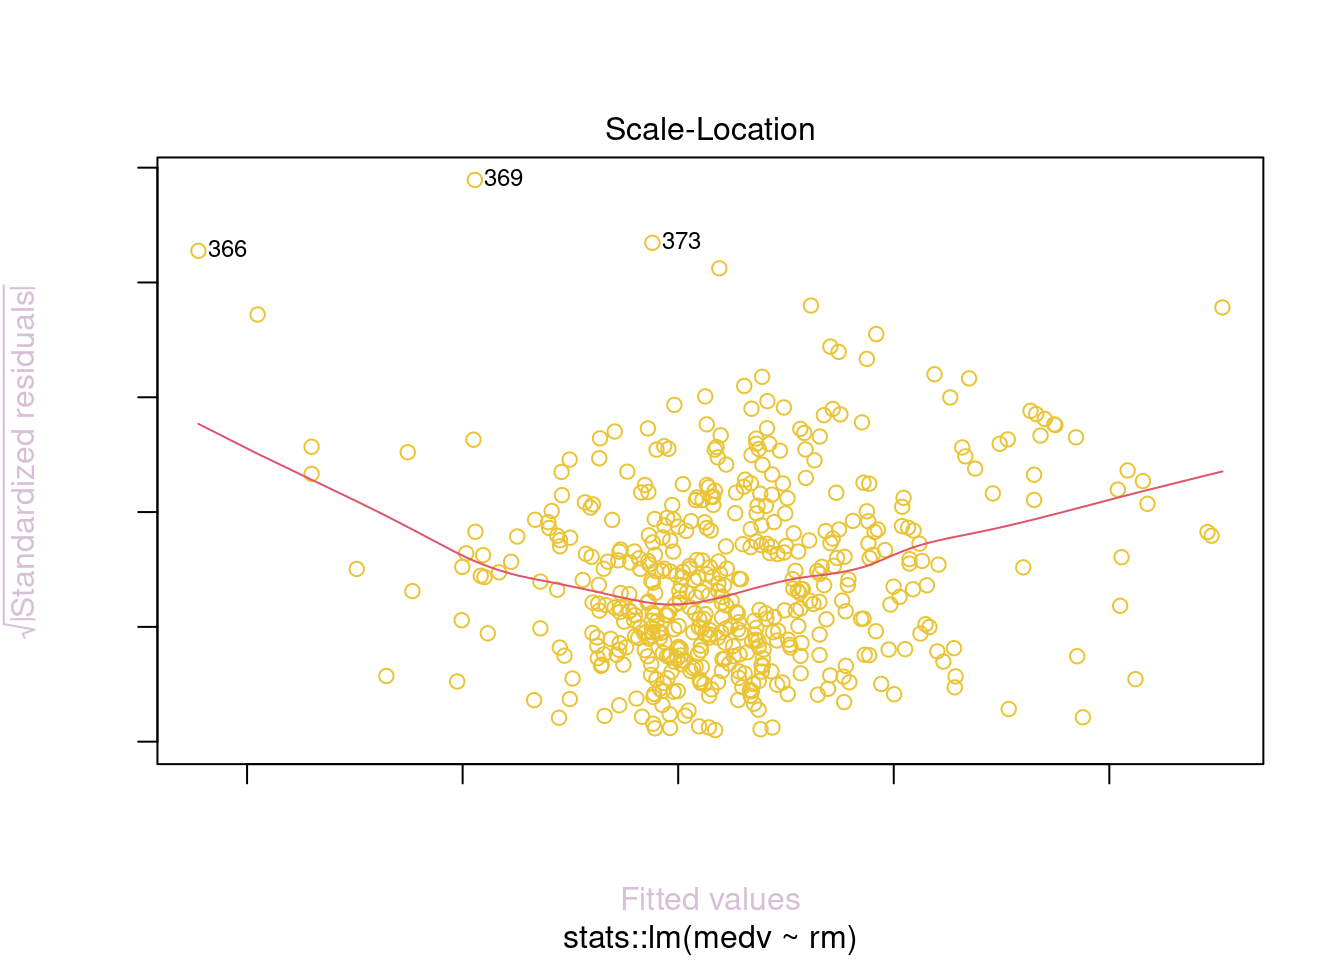 Scale-Location
369
373
366
√|Standardized residuals|
Fitted values
stats::lm(medv ~ rm)